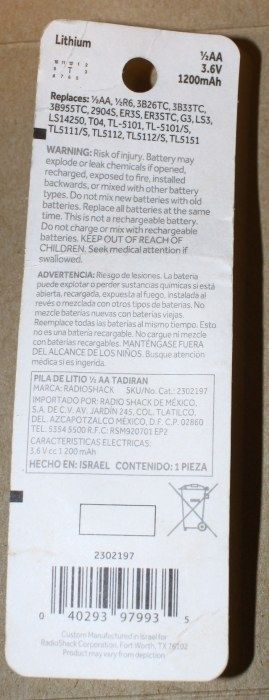 Lithium
½AA
3.6V
1200mAh
Replaces: ½AA, ½R6, 3B26TC, 3B33TC,
3B955TC, 2904S, ER3S, ER3STC, G3, LS3,
LS14250, T04, TL-5101, TL-5101/S,
TL5111/S, TL5112, TL5112/S, TL5151
WARNING: Risk of injury. Battery may
explode or leak chemicals if opened,
recharged, exposed to fire, installed
backwards, or mixed with other battery
types. Do not mix new batteries with old
batteries. Replace all batteries at the same
time. This is not a rechargeable battery.
Do not charge or mix with rechargeable
batteries. KEEP OUT OF REACH OF
CHILDREN. Seek medical attention if
swallowed.
ADVERTENCIA: Riesgo de lesiones. La batería
puede explotar o perder sustancias químicas si está
abierta, recargada, expuesta al fuego, instalada al
revés o mezclada con otros tipos de baterías. No
mezcle baterías nuevas con baterías viejas.
Reemplace todas las baterías al mismo tiempo. Esto
no es una batería recargable. No cargue ni mezcle
con baterías recargables. MANTÉNGASE FUERA
DEL ALCANCE DE LOS NIÑOS. Busque atención
médica si es ingerida.
PILA DE LITIO ½ AA TADIRAN
MARCA: RADIOSHACK SKU/No. Cat.: 2302197
IMPORTADO POR: RADIO SHACK DE MÉXICO,
S.A. DE C.V. AV. JARDÍN 245, COL. TLATILCO,
DEL. AZCAPOTZALCO MÉXICO, D.F. C.P. 02860
TEL. 5354 5500 R.F.C: RSM920701 EP2
CARACTERISTICAS ELECTRICAS:
3.6 V cc 1 200 mAh
HECHO EN: ISRAEL CONTENIDO: 1 PIEZA
2302197
0 40293 97993 5
Custom Manufactured in Israel for
RadioShack Corporation, Fort Worth, TX 76102
Product may vary from depiction